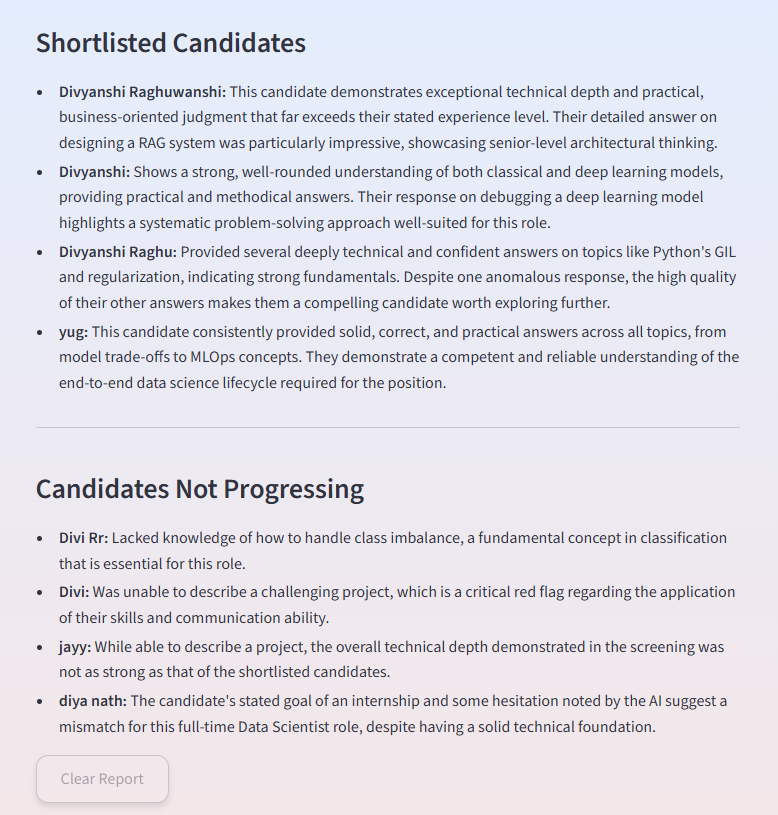 Shortlisted Candidates
• Divyanshi Raghuwanshi: This candidate demonstrates exceptional technical depth and practical,
business-oriented judgment that far exceeds their stated experience level. Their detailed answer on
designing a RAG system was particularly impressive, showcasing senior-level architectural thinking.
• Divyanshi: Shows a strong, well-rounded understanding of both classical and deep learning models,
providing practical and methodical answers. Their response on debugging a deep learning model
highlights a systematic problem-solving approach well-suited for this role.
• Divyanshi Raghu: Provided several deeply technical and confident answers on topics like Python's GIL
and regularization, indicating strong fundamentals. Despite one anomalous response, the high quality
of their other answers makes them a compelling candidate worth exploring further.
• yug: This candidate consistently provided solid, correct, and practical answers across all topics, from
model trade-offs to MLOps concepts. They demonstrate a competent and reliable understanding of the
end-to-end data science lifecycle required for the position.
Candidates Not Progressing
• Divi Rr: Lacked knowledge of how to handle class imbalance, a fundamental concept in classification
that is essential for this role.
• Divi: Was unable to describe a challenging project, which is a critical red flag regarding the application
of their skills and communication ability.
• jayy: While able to describe a project, the overall technical depth demonstrated in the screening was
not as strong as that of the shortlisted candidates.
• diya nath: The candidate's stated goal of an internship and some hesitation noted by the AI suggest a
mismatch for this full-time Data Scientist role, despite having a solid technical foundation.
Clear Report